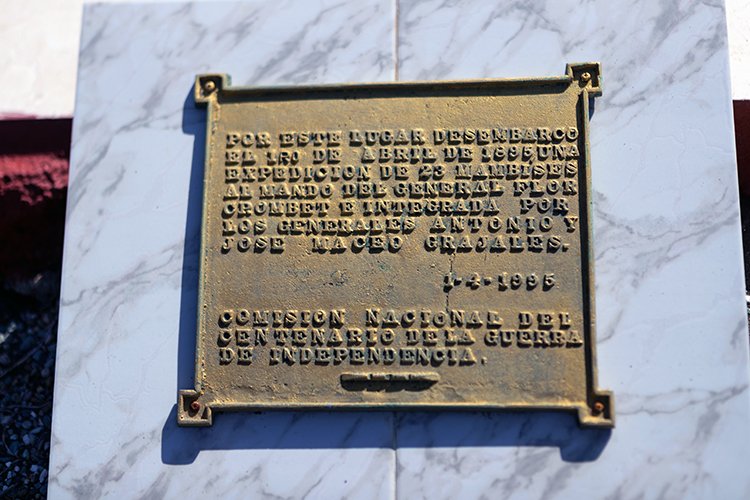 POR ESTE LUGAR DESEMBARCO
EL 1RO DE ABRIL DE 1895 UNA
EXPEDICION DE 23 MAMBISES
AL MANDO DEL GENERAL FLOR
CROMBET E INTEGRADA POR
LOS GENERALES ANTONIO Y
JOSE MACEO GRAJALES.
1-4-1995
COMISION NACIONAL DEL
CENTENARIO DE LA GUERRA
DE INDEPENDENCIA.